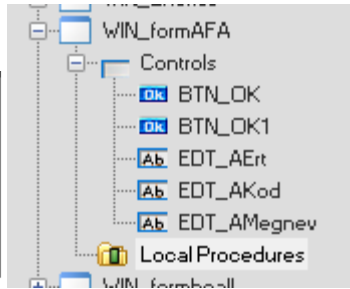 WIN_formAFA
Controls
Ok BTN_OK
Ok BTN_OK1
Ab EDT_AErt
Ab EDT_AKod
Ab EDT_AMegnev
Local Procedures